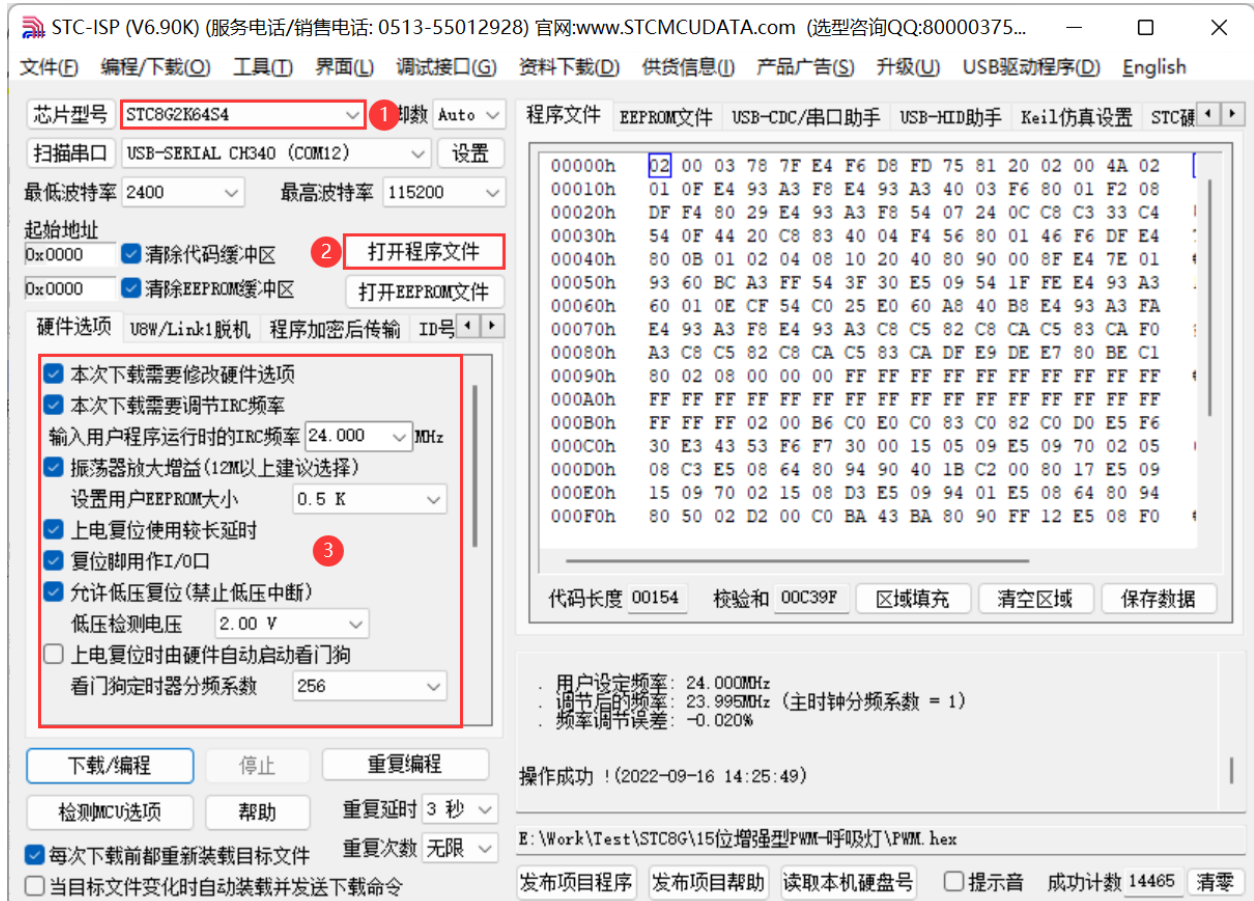 STC-ISP (V6.90K) (服务电话/销售电话: 0513-55012928) 官网:www.STCMCUDATA.com (选型咨询QQ:80000375...
文件(F) 编程/下载(O) 工具(T) 界面(L) 调试接口(G) 资料下载(D) 供货信息(I) 产品广告(S) 升级(U) USB驱动程序(D) English
芯片型号 STC8G2K64S4 1 脚数 Auto
扫描串口 USB-SERIAL CH340 (COM12) 设置
最低波特率 2400 最高波特率 115200
起始地址
0x0000 清除代码缓冲区 2 打开程序文件
0x0000 清除EEPROM缓冲区 打开EEPROM文件
硬件选项 U8W/Link1脱机 程序加密后传输 ID号
本次下载需要修改硬件选项
本次下载需要调节IRC频率
输入用户程序运行时的IRC频率 24.000 MHz
振荡器放大增益(12M以上建议选择)
设置用户EEPROM大小 0.5 K
上电复位使用较长延时
复位脚用作I/O口 3
允许低压复位(禁止低压中断)
低压检测电压 2.00 V
上电复位时由硬件自动启动看门狗
看门狗定时器分频系数 256
下载/编程 停止 重复编程
检测MCU选项 帮助 重复延时 3 秒
每次下载前都重新装载目标文件 重复次数 无限
当目标文件变化时自动装载并发送下载命令
程序文件 EEPROM文件 USB-CDC/串口助手 USB-HID助手 Keil仿真设置 STC硬
00000h 02 00 03 78 7F E4 F6 D8 FD 75 81 20 02 00 4A 02
00010h 01 0F E4 93 A3 F8 E4 93 A3 40 03 F6 80 01 F2 08
00020h DF F4 80 29 E4 93 A3 F8 54 07 24 0C C8 C3 33 C4
00030h 54 0F 44 20 C8 83 40 04 F4 56 80 01 46 F6 DF E4
00040h 80 0B 01 02 04 08 10 20 40 80 90 00 8F E4 7E 01
00050h 93 60 BC A3 FF 54 3F 30 E5 09 54 1F FE E4 93 A3
00060h 60 01 0E CF 54 C0 25 E0 60 A8 40 B8 E4 93 A3 FA
00070h E4 93 A3 F8 E4 93 A3 C8 C5 82 C8 CA C5 83 CA F0
00080h A3 C8 C5 82 C8 CA C5 83 CA DF E9 DE E7 80 BE C1
00090h 80 02 08 00 00 00 FF FF FF FF FF FF FF FF FF FF
000A0h FF FF FF FF FF FF FF FF FF FF FF FF FF FF FF FF
000B0h FF FF FF 02 00 B6 C0 E0 C0 83 C0 82 C0 D0 E5 F6
000C0h 30 E3 43 53 F6 F7 30 00 15 05 09 E5 09 70 02 05
000D0h 08 C3 E5 08 64 80 94 90 40 1B C2 00 80 17 E5 09
000E0h 15 09 70 02 15 08 D3 E5 09 94 01 E5 08 64 80 94
000F0h 80 50 02 D2 00 C0 BA 43 BA 80 90 FF 12 E5 08 F0
代码长度 00154 校验和 00C39F 区域填充 清空区域 保存数据
. 用户设定频率: 24.000MHz
. 调节后的频率: 23.995MHz (主时钟分频系数 = 1)
. 频率调节误差: -0.020%
操作成功 !(2022-09-16 14:25:49)
E:\Work\Test\STC8G\15位增强型PWM-呼吸灯\PWM.hex
发布项目程序 发布项目帮助 读取本机硬盘号 提示音 成功计数 14465 清零